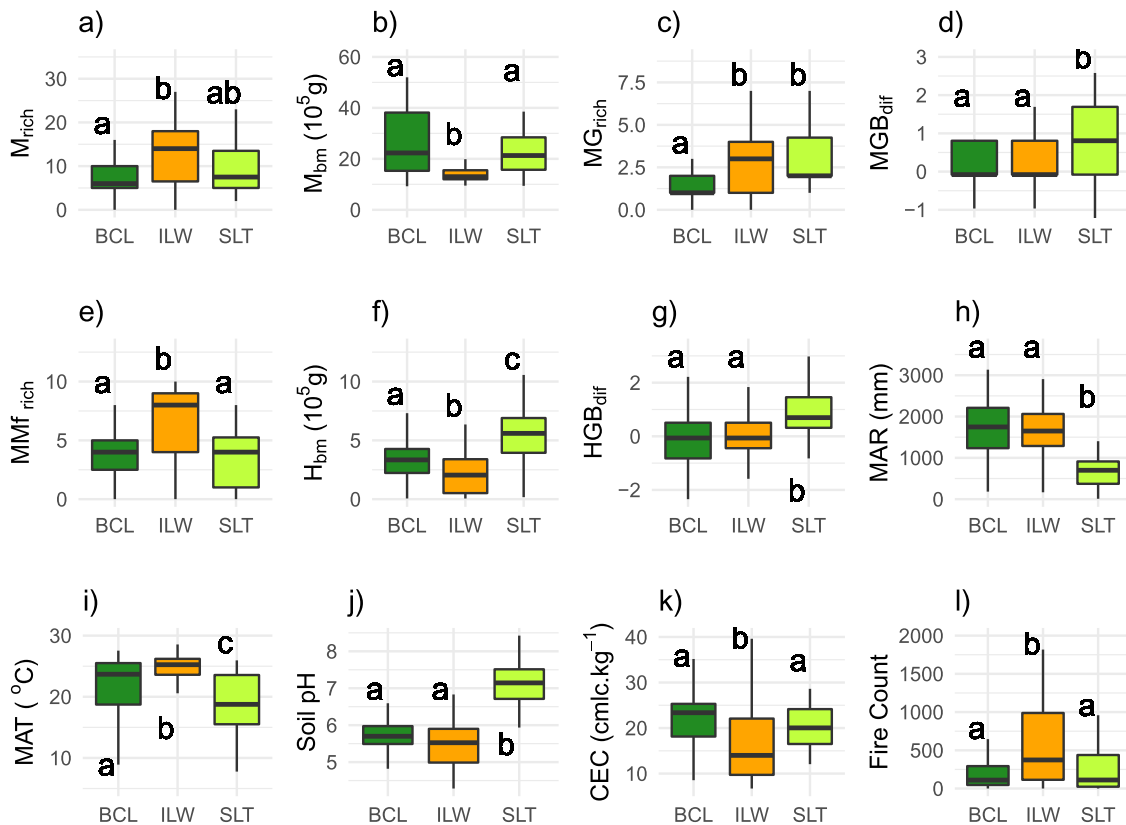 a) b) c) d)
M_rich M_bm (10^5g) MG_rich MGB_dif
30 20 10 0
60 40 20 0
7.5 5.0 2.5 0.0
3 2 1 0 −1
a b ab
a b a
a b b
a a b
BCL ILW SLT BCL ILW SLT BCL ILW SLT BCL ILW SLT
e) f) g) h)
MMf rich H_bm (10^5g) HGB_dif MAR (mm)
10 5 0
10 5 0
2 0 −2
3000 2000 1000 0
a b a
a b c
a a b
a a b
BCL ILW SLT BCL ILW SLT BCL ILW SLT BCL ILW SLT
i) j) k) l)
MAT (°C) Soil pH CEC (cmlc.kg⁻¹) Fire Count
30 20 10
8 7 6 5
40 30 20 10
2000 1500 1000 500 0
a b c
a a b
a b a
a b a
BCL ILW SLT BCL ILW SLT BCL ILW SLT BCL ILW SLT